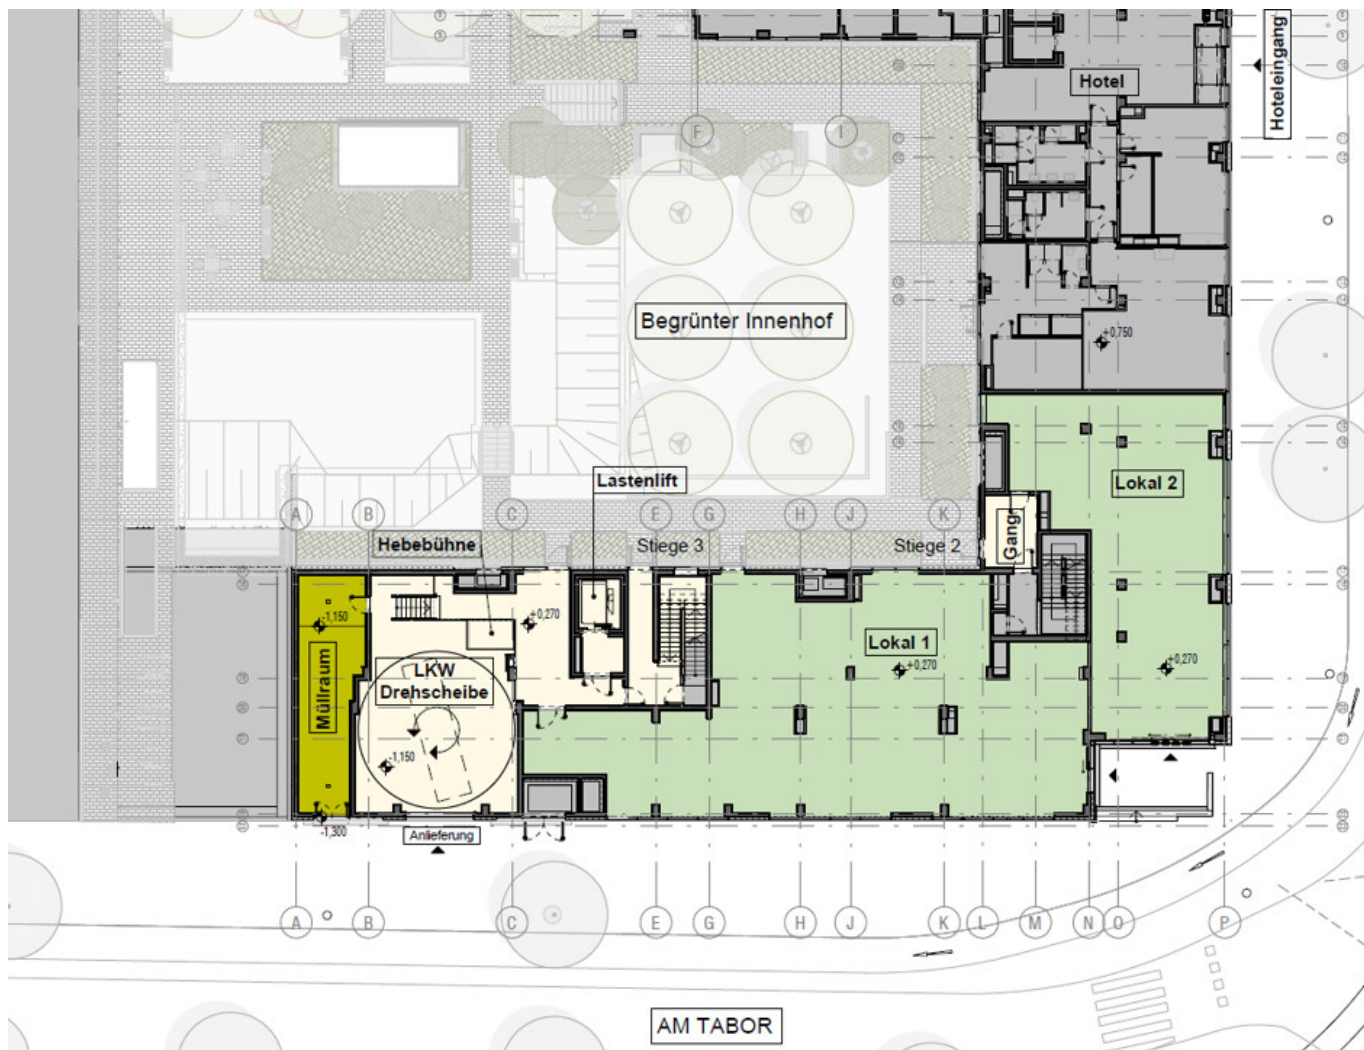 Hotel
Hoteleingang
F
I
Begrünter Innenhof
+0,750
Lastenlift
Lokal 2
A
B
C
E
G
H
J
K
Hebebühne
Stiege 3
Stiege 2
Gang
-1,150
+0,270
Lokal 1
+0,270
+0,270
Müllraum
LKW
Drehscheibe
-1,150
-1,300
Anlieferung
A
B
C
E
G
H
J
K
L
M
N
O
P
AM TABOR